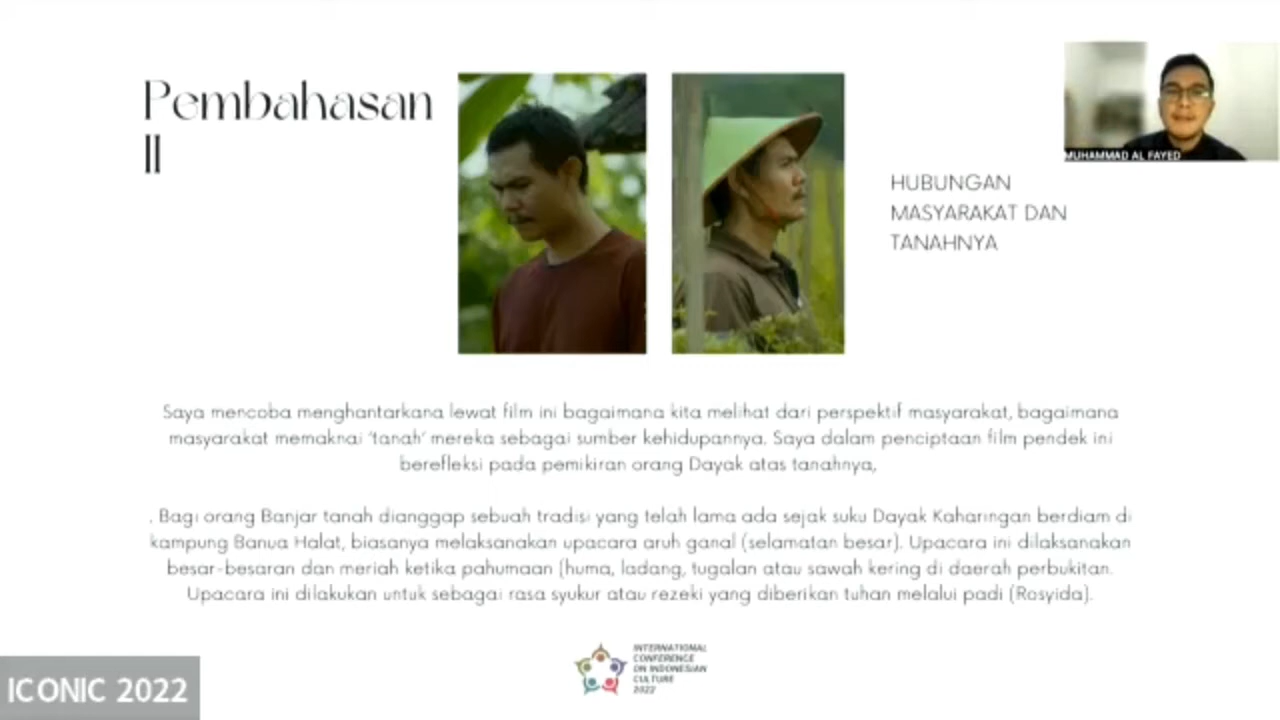 Pembahasan
II
MUHAMMAD AL FAYED
HUBUNGAN
MASYARAKAT DAN
TANAHNYA
Saya mencoba menghantarkana lewat film ini bagaimana kita melihat dari perspektif masyarakat, bagaimana
masyarakat memaknai 'tanah' mereka sebagai sumber kehidupannya. Saya dalam penciptaan film pendek ini
berefleksi pada pemikiran orang Dayak atas tanahnya,
. Bagi orang Banjar tanah dianggap sebuah tradisi yang telah lama ada sejak suku Dayak Kaharingan berdiam di
kampung Banua Halat, biasanya melaksanakan upacara aruh ganal (selamatan besar). Upacara ini dilaksanakan
besar-besaran dan meriah ketika pahumaan (huma, ladang, tugalan atau sawah kering di daerah perbukitan.
Upacara ini dilakukan untuk sebagai rasa syukur atau rezeki yang diberikan tuhan melalui padi (Rosyida).
INTERNATIONAL
CONFERENCE
ON INDONESIAN
CULTURE
2022
ICONIC 2022